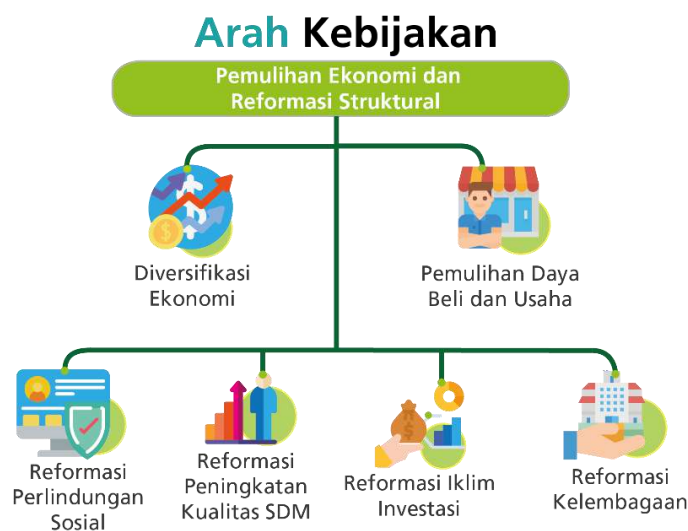 Arah Kebijakan
Pemulihan Ekonomi dan
Reformasi Struktural
Diversifikasi
Ekonomi
Pemulihan Daya
Beli dan Usaha
Reformasi
Perlindungan
Sosial
Reformasi
Peningkatan
Kualitas SDM
Reformasi Iklim
Investasi
Reformasi
Kelembagaan